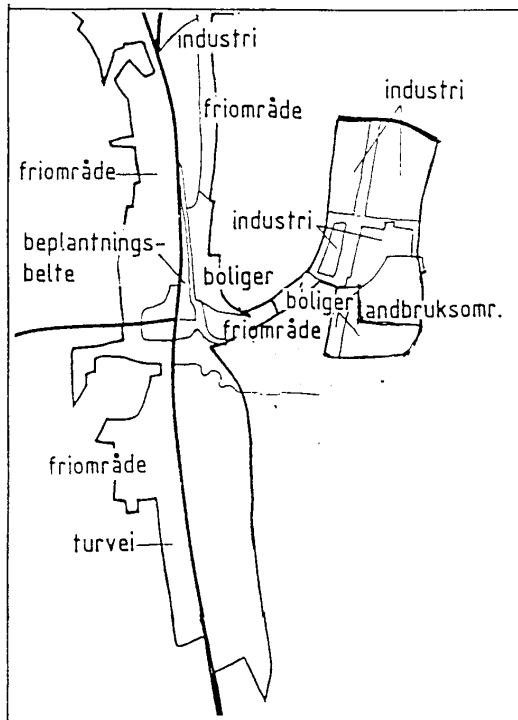 industri
industri
friområde
friområde
industri
beplantnings-
belte
boliger
boliger
landbruksomr.
friområde
friområde
turvei